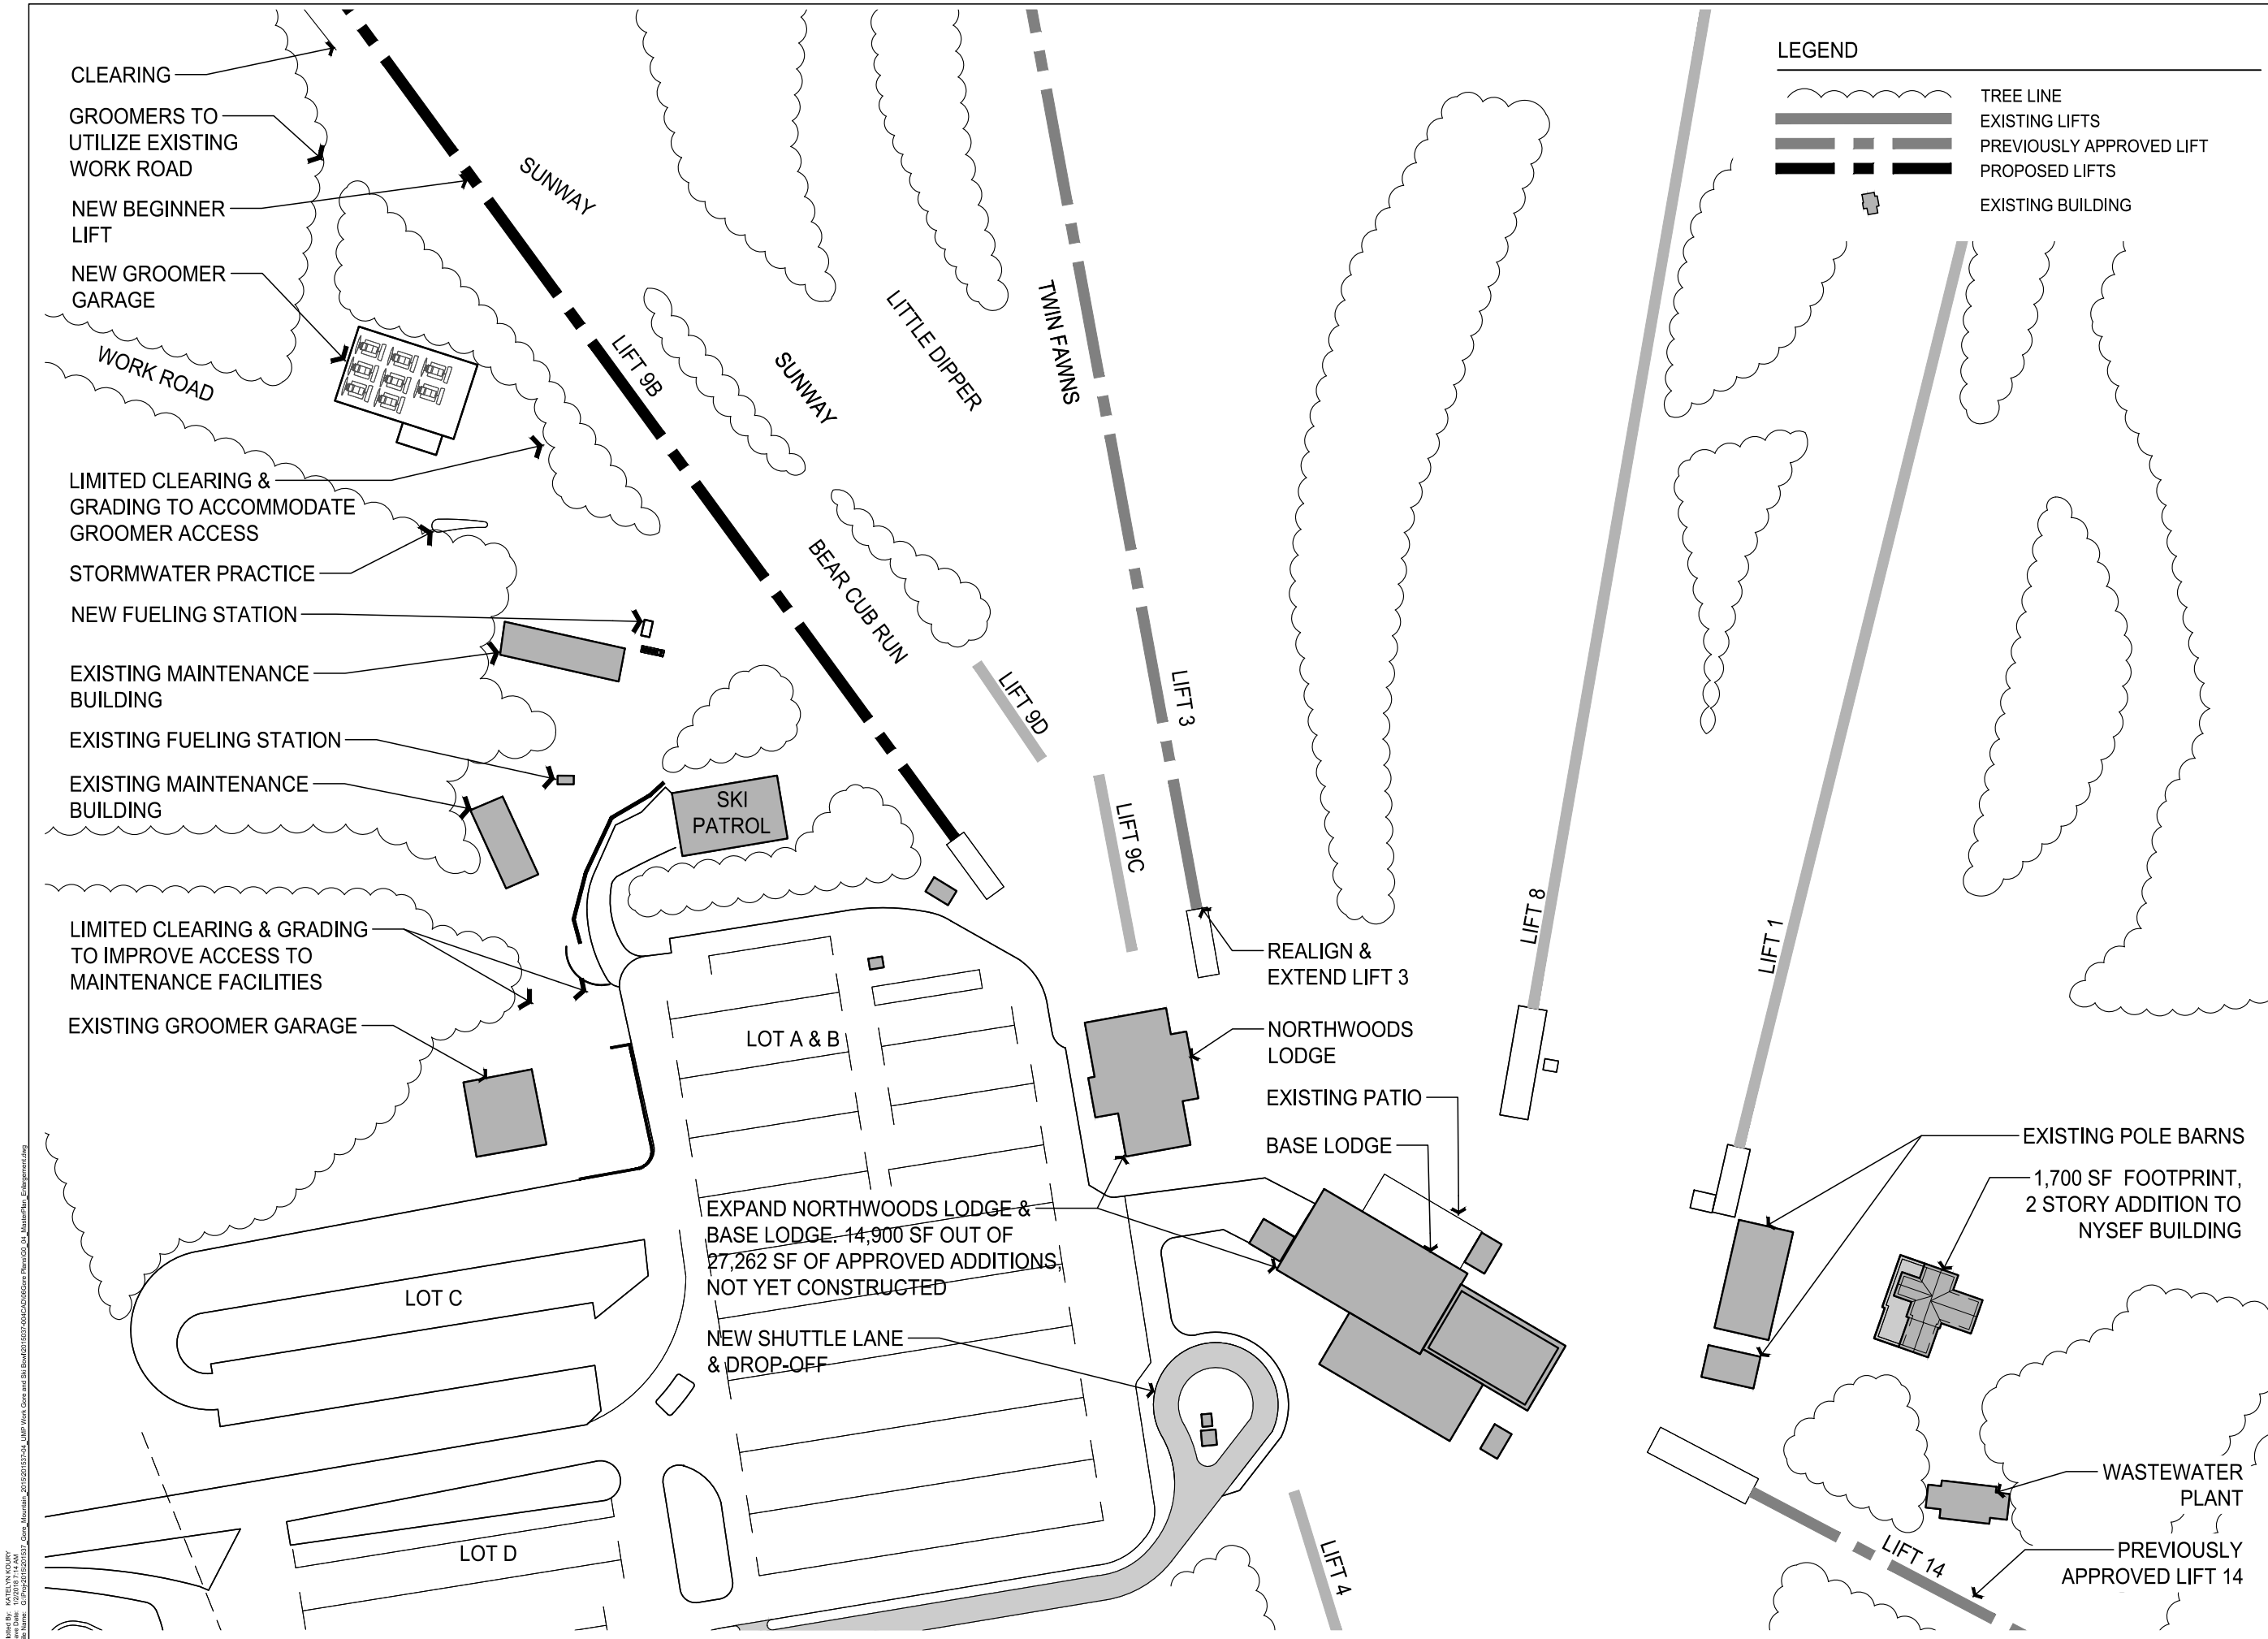 LEGEND
TREE LINE
EXISTING LIFTS
PREVIOUSLY APPROVED LIFT
PROPOSED LIFTS
EXISTING BUILDING
CLEARING
GROOMERS TO
UTILIZE EXISTING
WORK ROAD
NEW BEGINNER
LIFT
NEW GROOMER
GARAGE
WORK ROAD
LIMITED CLEARING &
GRADING TO ACCOMMODATE
GROOMER ACCESS
STORMWATER PRACTICE
NEW FUELING STATION
EXISTING MAINTENANCE
BUILDING
EXISTING FUELING STATION
EXISTING MAINTENANCE
BUILDING
LIMITED CLEARING & GRADING
TO IMPROVE ACCESS TO
MAINTENANCE FACILITIES
EXISTING GROOMER GARAGE
SUNWAY
LIFT 9B
SUNWAY
LITTLE DIPPER
TWIN FAWNS
BEAR CUB RUN
LIFT 9D
LIFT 3
LIFT 9C
LIFT 8
LIFT 1
SKI
PATROL
REALIGN &
EXTEND LIFT 3
NORTHWOODS
LODGE
EXISTING PATIO
BASE LODGE
LOT A & B
EXPAND NORTHWOODS LODGE &
BASE LODGE. 14,900 SF OUT OF
27,262 SF OF APPROVED ADDITIONS,
NOT YET CONSTRUCTED
NEW SHUTTLE LANE
& DROP-OFF
LOT C
LOT D
LIFT 4
EXISTING POLE BARNS
1,700 SF FOOTPRINT,
2 STORY ADDITION TO
NYSEF BUILDING
WASTEWATER
PLANT
LIFT 14
PREVIOUSLY
APPROVED LIFT 14
KATELYN KOURY